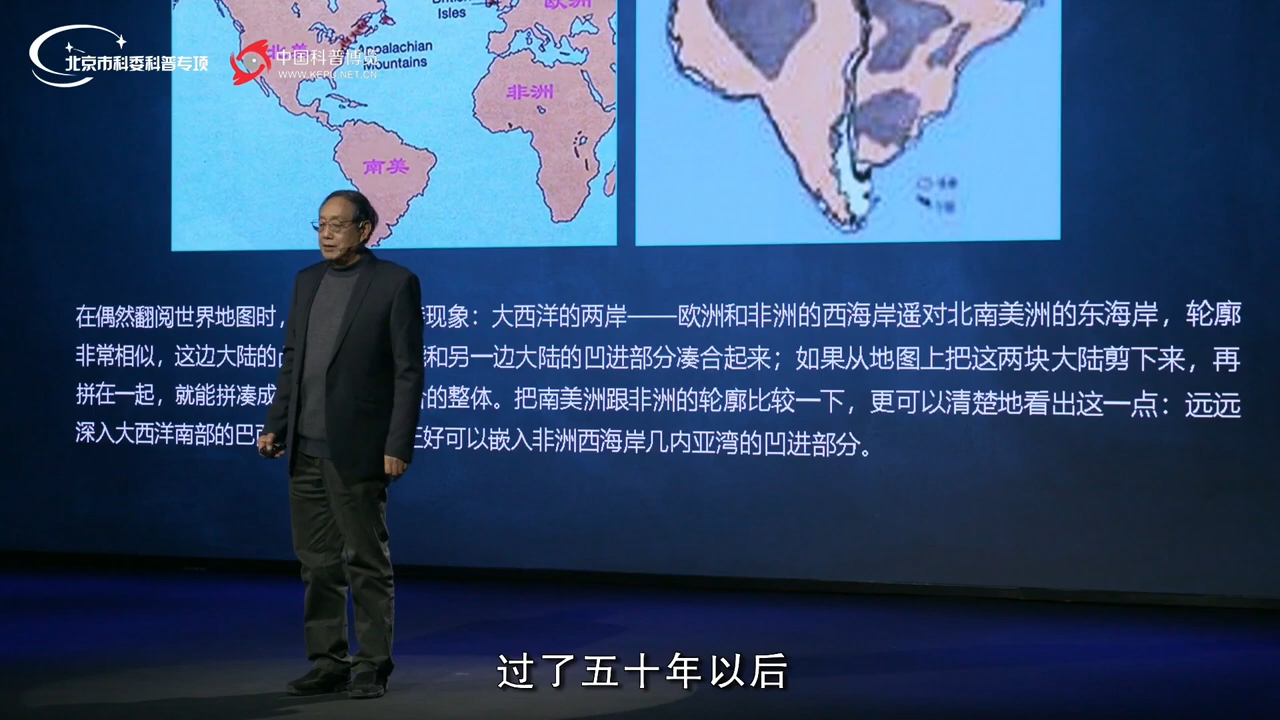 北京市科委科普专项
中国科普博览
WWW.KEPU.NET.CN
British
Isles
欧洲
北美
Appalachian
Mountains
非洲
南美
在偶然翻阅世界地图时，
现象：大西洋的两岸——欧洲和非洲的西海岸遥对北南美洲的东海岸，轮廓
非常相似，这边大陆的
和另一边大陆的凹进部分凑合起来；如果从地图上把这两块大陆剪下来，再
拼在一起，就能拼凑成
的整体。把南美洲跟非洲的轮廓比较一下，更可以清楚地看出这一点：远远
深入大西洋南部的巴
正好可以嵌入非洲西海岸几内亚湾的凹进部分。
过了五十年以后